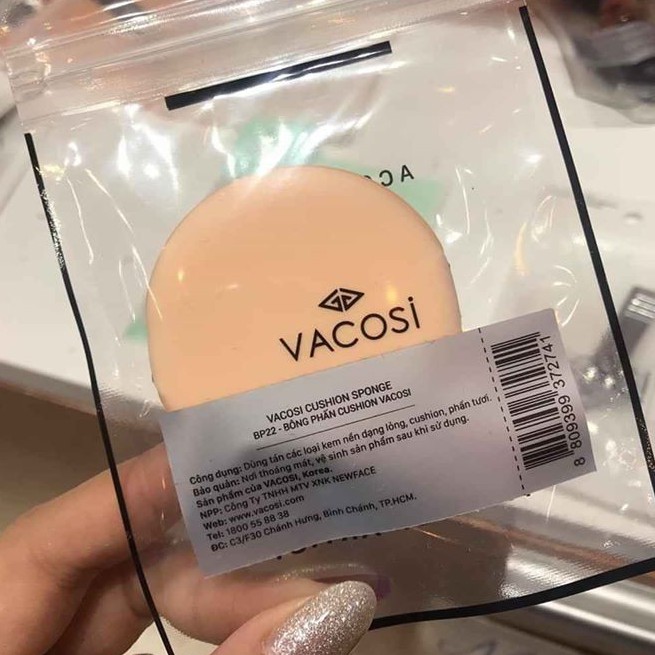 VACOSI
VACOSI CUSHION SPONGE
BP22 - BÔNG PHẤN CUSHION VACOSI
Công dụng: Dùng tán các loại kem nền dạng lỏng, cushion, phấn tươi.
Bảo quản: Nơi thoáng mát, vệ sinh sản phẩm sau khi sử dụng.
Sản phẩm của VACOSI, Korea.
NPP: Công Ty TNHH MTV XNK NEWFACE
Web: www.vacosi.com
Tel: 1800 55 88 38
ĐC: C3/F30 Chánh Hưng, Bình Chánh, TP.HCM.
8 809399 372741